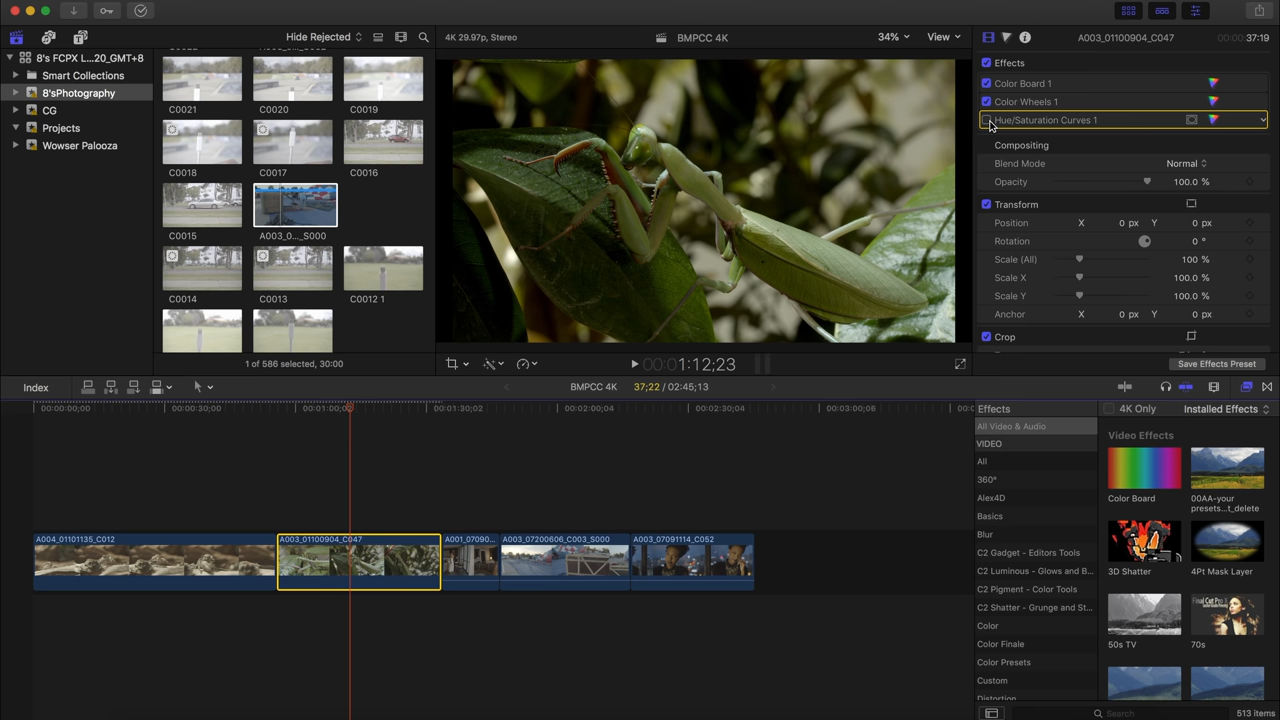 Hide Rejected
4K 29.97p, Stereo
BMPCC 4K
34%
View
A003_01100904_C047
00:00:37:19
8's FCPX L...20_GMT+8
Smart Collections
8'sPhotography
CG
Projects
Wowser Palooza
C0021
C0020
C0019
C0018
C0017
C0016
C0015
A003_0..._S000
C0014
C0013
C0012 1
1 of 586 selected, 30:00
00:00:01:12;23
Effects
Color Board 1
Color Wheels 1
Hue/Saturation Curves 1
Compositing
Blend Mode
Normal
Opacity
100.0 %
Transform
Position
X
0 px
Y
0 px
Rotation
0 °
Scale (All)
100 %
Scale X
100.0 %
Scale Y
100.0 %
Anchor
X
0 px
Y
0 px
Crop
Save Effects Preset
Index
BMPCC 4K
37;22 / 02:45;13
00:00:00;00
00:00:30;00
00:01:00;0
00:01:30;02
00:02:00;04
00:02:30;04
00:03:00;06
A004_01101135_C012
A003_01100904_C047
A001_07090...
A003_07200606_C003_S000
A003_07091114_C052
Effects
4K Only
Installed Effects
All Video & Audio
VIDEO
All
360°
Alex4D
Basics
Blur
C2 Gadget - Editors Tools
C2 Luminous - Glows and B...
C2 Pigment - Color Tools
C2 Shatter - Grunge and St...
Color
Color Finale
Color Presets
Custom
Distortion
Video Effects
Color Board
00AA-your presets...t_delete
3D Shatter
4Pt Mask Layer
50s TV
70s
Search
513 items